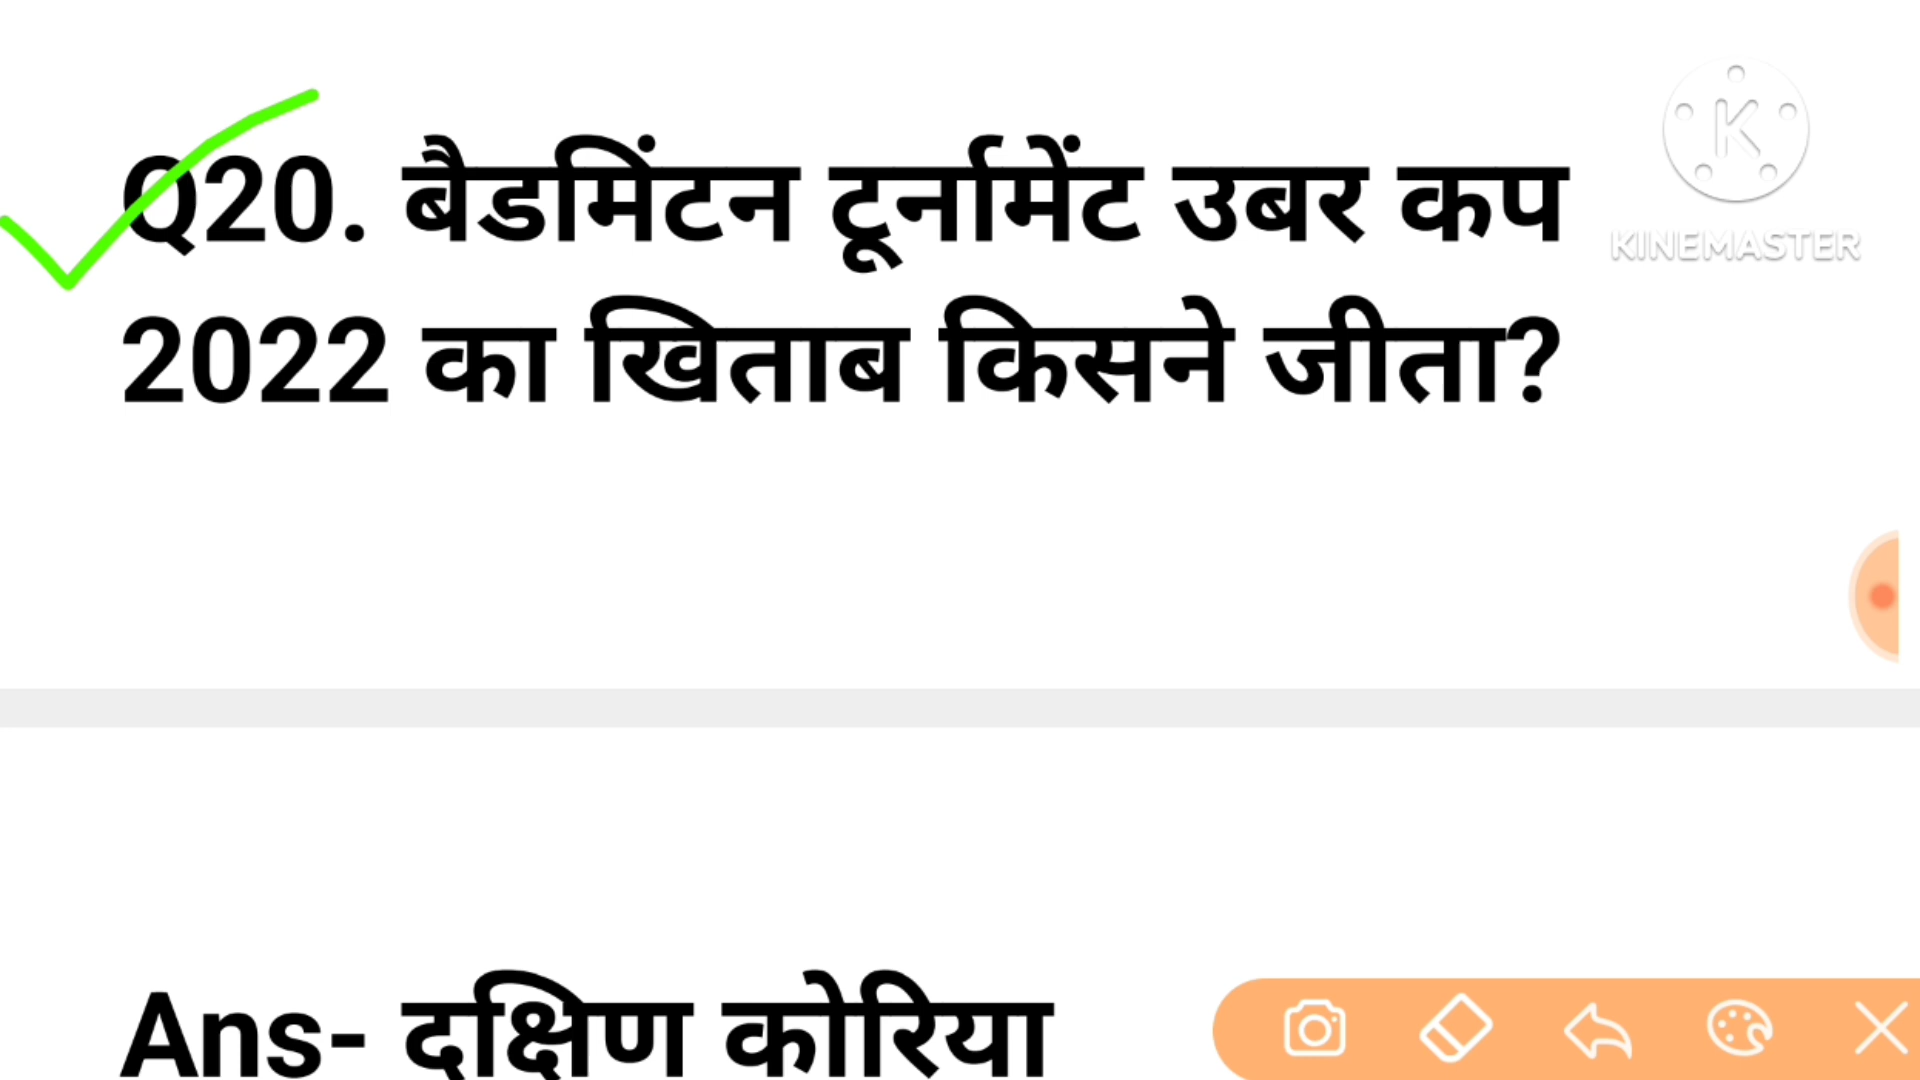 Q20. बैडमिंटन टूर्नामेंट उबर कप
2022 का खिताब किसने जीता?
KINEMASTER
Ans- दक्षिण कोरिया